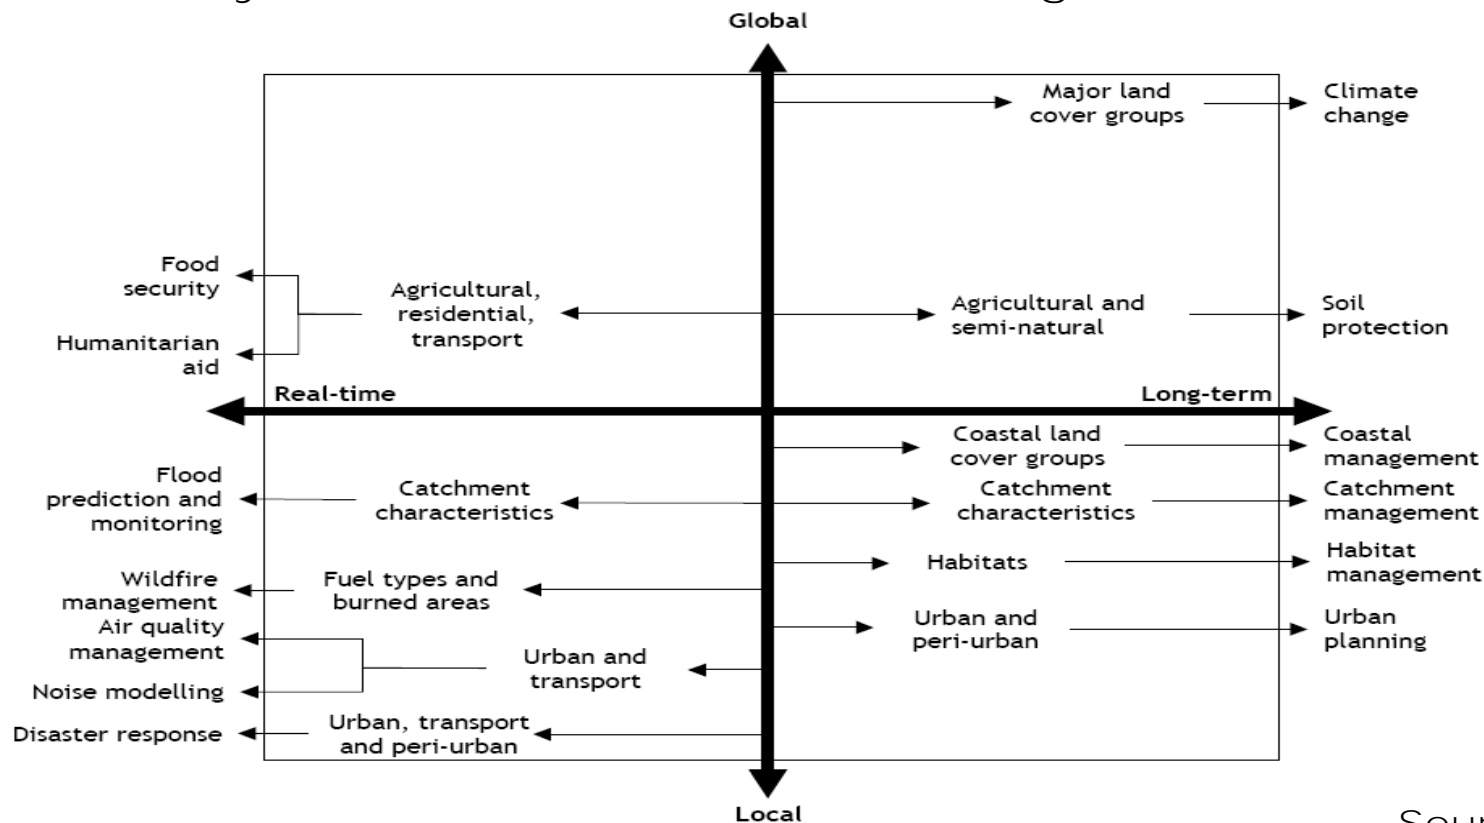 Global
Major land
cover groups
Climate
change
Food
security
Humanitarian
aid
Agricultural,
residential,
transport
Agricultural and
semi-natural
Soil
protection
Real-time
Long-term
Coastal land
cover groups
Coastal
management
Flood
prediction and
monitoring
Catchment
characteristics
Catchment
characteristics
Catchment
management
Habitats
Habitat
management
Wildfire
management
Fuel types and
burned areas
Urban and
peri-urban
Urban
planning
Air quality
management
Noise modelling
Urban and
transport
Disaster response
Urban, transport
and peri-urban
Local